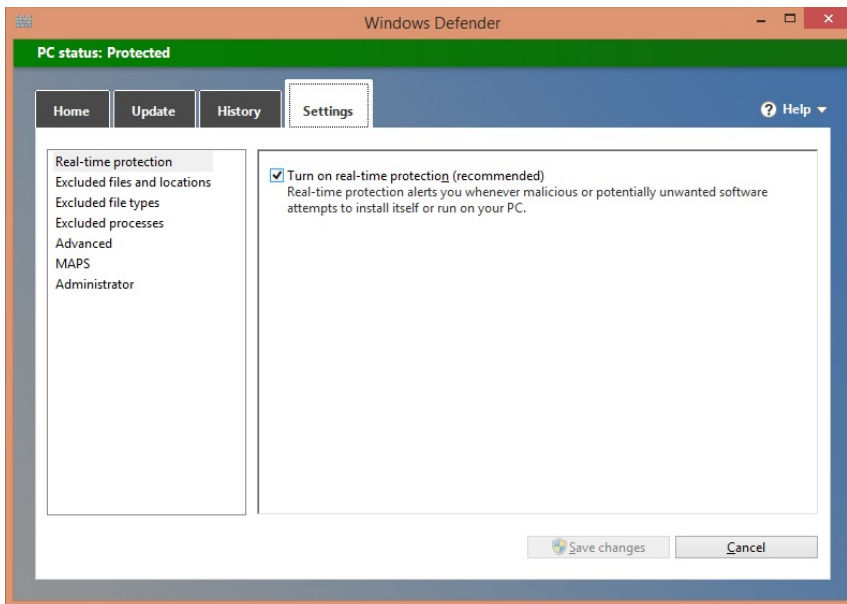 Windows Defender
PC status: Protected
Home Update History Settings Help
Real-time protection
Excluded files and locations
Excluded file types
Excluded processes
Advanced
MAPS
Administrator
Turn on real-time protection (recommended)
Real-time protection alerts you whenever malicious or potentially unwanted software
attempts to install itself or run on your PC.
Save changes Cancel